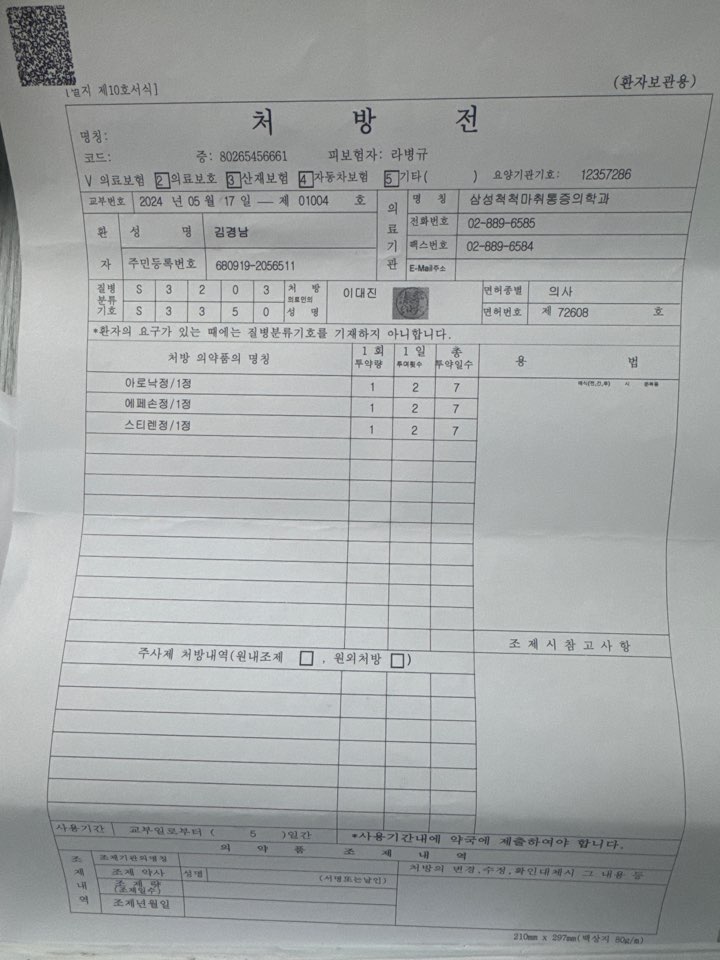 지 제10호서식]
(환자보관용)
처 방 전
명칭:
코드: 증: 80265456661 피보험자: 라병규
V 의료보험 2 의료보호 3 산재보험 4 자동차보험 5 기타( ) 요양기관기호: 12357286
교부번호 2024 년 05 월 17 일 — 제 01004 호
의료기관 명 칭 삼성척척마취통증의학과
전화번호 02-889-6585
팩스번호 02-889-6584
E-Mail주소
환자 성 명 김경남
주민등록번호 680919-2056511
질병분류기호 S 3 2 0 3
S 3 3 5 0
처 방 의료인의 성 명 이대진
면허종별 의사
면허번호 제 72608 호
*환자의 요구가 있는 때에는 질병분류기호를 기재하지 아니합니다.
처방 의약품의 명칭 1 회 투약량 1 일 투여횟수 총 투약일수 용 법
아로낙정/1정 1 2 7
에페손정/1정 1 2 7
스티렌정/1정 1 2 7
조 제 시 참 고 사 항
주사제 처방내역(원내조제 □ , 원외처방 □)
사용기간 교부일로부터 ( 5 )일간 *사용기간내에 약국에 제출하여야 합니다.
의 약 품 조 제 내 역
조제내역 조제기관의명칭 처방의 변경,수정,확인대체시 그 내용 등
조제 약사 성명 (서명또는날인)
조 제 량
(조제일수)
조제년월일
210mm x 297mm(백상지 80g/m)